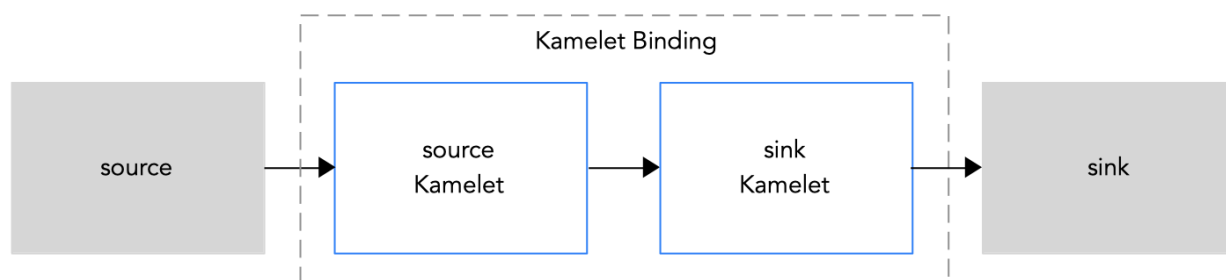 Kamelet Binding
source
source
Kamelet
sink
Kamelet
sink